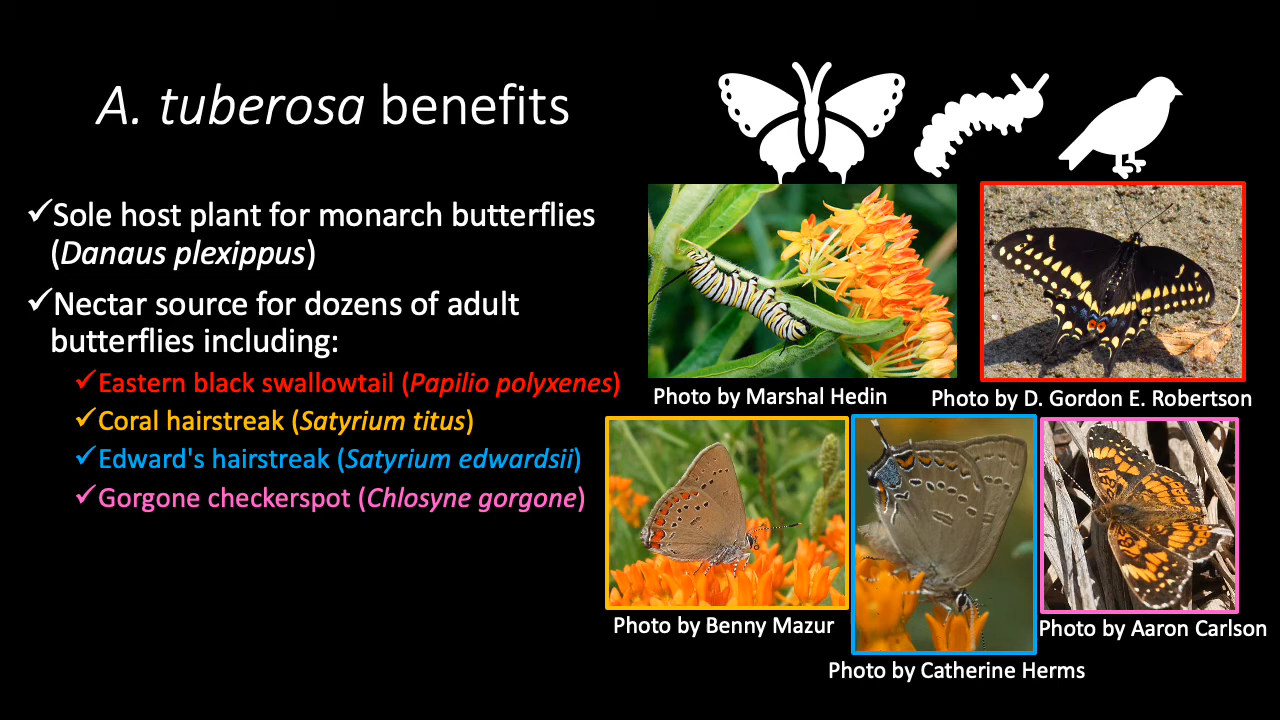 A. tuberosa benefits
✓Sole host plant for monarch butterflies
(Danaus plexippus)
✓Nectar source for dozens of adult
butterflies including:
✓Eastern black swallowtail (Papilio polyxenes)
✓Coral hairstreak (Satyrium titus)
✓Edward's hairstreak (Satyrium edwardsii)
✓Gorgone checkerspot (Chlosyne gorgone)
Photo by Marshal Hedin
Photo by D. Gordon E. Robertson
Photo by Benny Mazur
Photo by Aaron Carlson
Photo by Catherine Herms